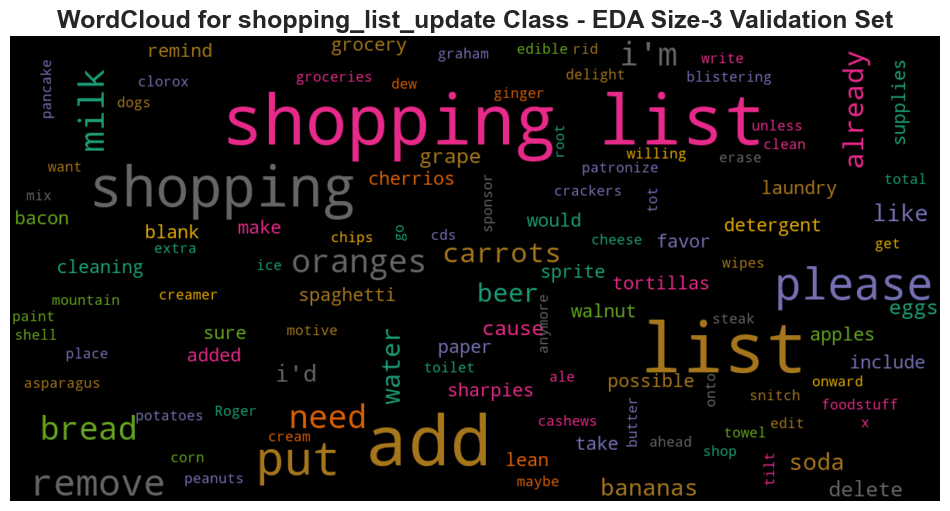 WordCloud for shopping_list_update Class - EDA Size-3 Validation Set
remind
grocery
graham
edible
rid
i'm
write
already
supplies
pancake
clorox
milk
groceries
dew
delight
blistering
dogs
ginger
shopping list
unless
root
clean
want
grape
willing
erase
patronize
shopping
cherrios
sponsor
crackers
tot
laundry
total
mix
bacon
blank
make
would
detergent
like
extra
chips
go
cds
cheese
favor
get
cleaning
ice
oranges
carrots
sprite
wipes
tortillas
please
mountain
creamer
spaghetti
beer
walnut
eggs
paint
shell
sure
motive
cause
anymore
steak
apples
place
added
water
paper
list
include
asparagus
i'd
toilet
sharpies
ale
possible
onto
onward
snitch
foodstuff
potatoes
Roger
need
add
cashews
butter
edit
x
bread
corn
cream
take
ahead
towel
shop
put
lean
tilt
soda
remove
peanuts
maybe
bananas
delete